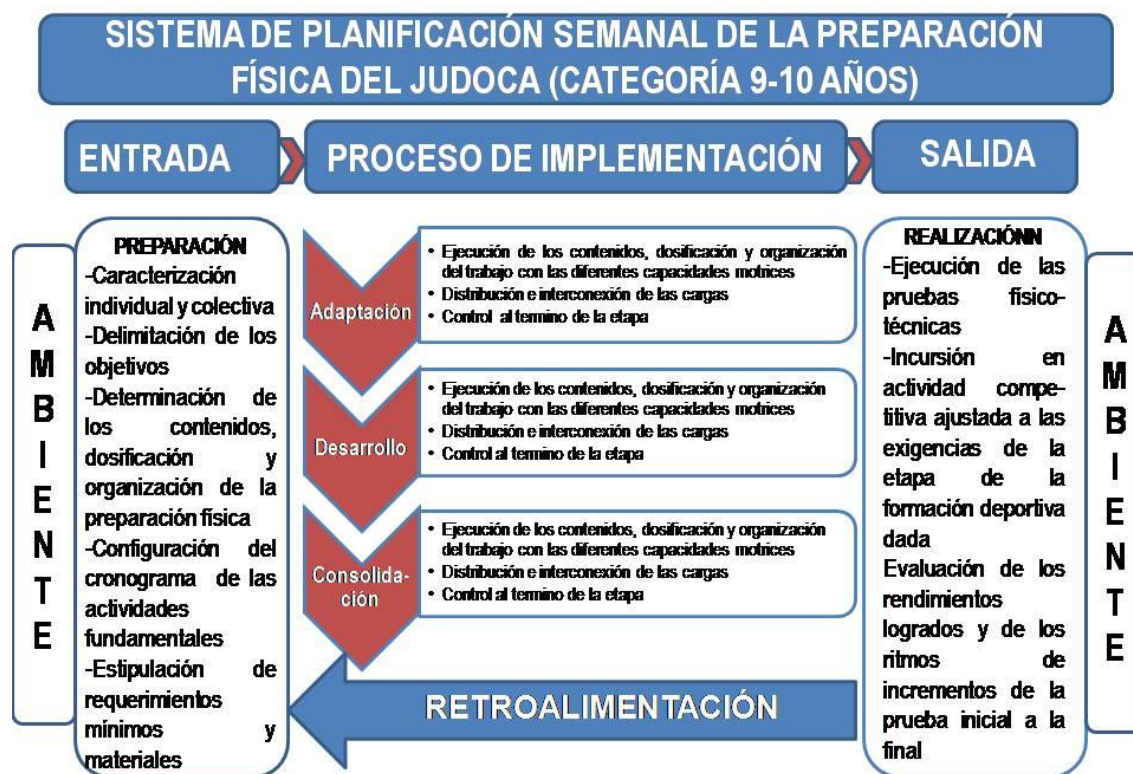 SISTEMA DE PLANIFICACIÓN SEMANAL DE LA PREPARACIÓN
FÍSICA DEL JUDOCA (CATEGORÍA 9-10 AÑOS)
ENTRADA
PROCESO DE IMPLEMENTACIÓN
SALIDA
AMBIENTE
PREPARACIÓN
-Caracterización
individual y colectiva
-Delimitación de los
objetivos
-Determinación de
los contenidos,
dosificación y
organización de la
preparación física
-Configuración del
cronograma de las
actividades
fundamentales
-Estipulación de
requerimientos
mínimos y
materiales
Adaptación
• Ejecución de los contenidos, dosificación y organización
del trabajo con las diferentes capacidades motrices
• Distribución e interconexión de las cargas
• Control al termino de la etapa
Desarrollo
• Ejecución de los contenidos, dosificación y organización
del trabajo con las diferentes capacidades motrices
• Distribución e interconexión de las cargas
• Control al termino de la etapa
Consolida-
ción
• Ejecución de los contenidos, dosificación y organización
del trabajo con las diferentes capacidades motrices
• Distribución e interconexión de las cargas
• Control al termino de la etapa
RETROALIMENTACIÓN
REALIZACIÓNN
-Ejecución de las
pruebas físico-
técnicas
-Incursión en
actividad compe-
titiva ajustada a las
exigencias de la
etapa de la
formación deportiva
dada
Evaluación de los
rendimientos
logrados y de los
ritmos de
incrementos de la
prueba inicial a la
final
AMBIENTE